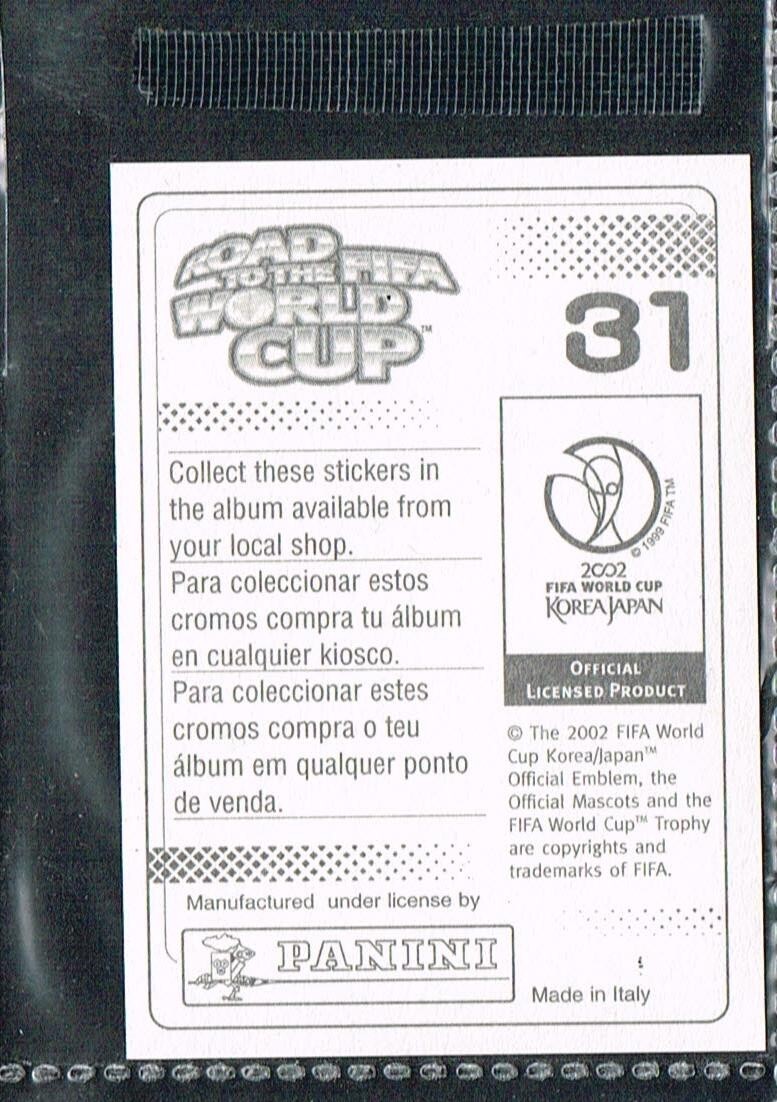 ROAD
TO THE FIFA
WORLD
CUP™
31
Collect these stickers in
the album available from
your local shop.
Para coleccionar estos
cromos compra tu álbum
en cualquier kiosco.
Para coleccionar estes
cromos compra o teu
álbum em qualquer ponto
de venda.
© 1999 FIFA TM
2002
FIFA WORLD CUP
KOREA JAPAN
OFFICIAL
LICENSED PRODUCT
© The 2002 FIFA World
Cup Korea/Japan™
Official Emblem, the
Official Mascots and the
FIFA World Cup™ Trophy
are copyrights and
trademarks of FIFA.
Manufactured under license by
PANINI
Made in Italy